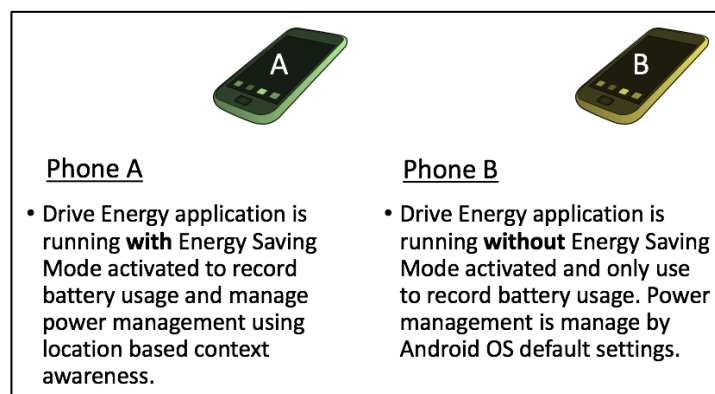 A
B
Phone A
• Drive Energy application is
running with Energy Saving
Mode activated to record
battery usage and manage
power management using
location based context
awareness.
Phone B
• Drive Energy application is
running without Energy Saving
Mode activated and only use
to record battery usage. Power
management is manage by
Android OS default settings.